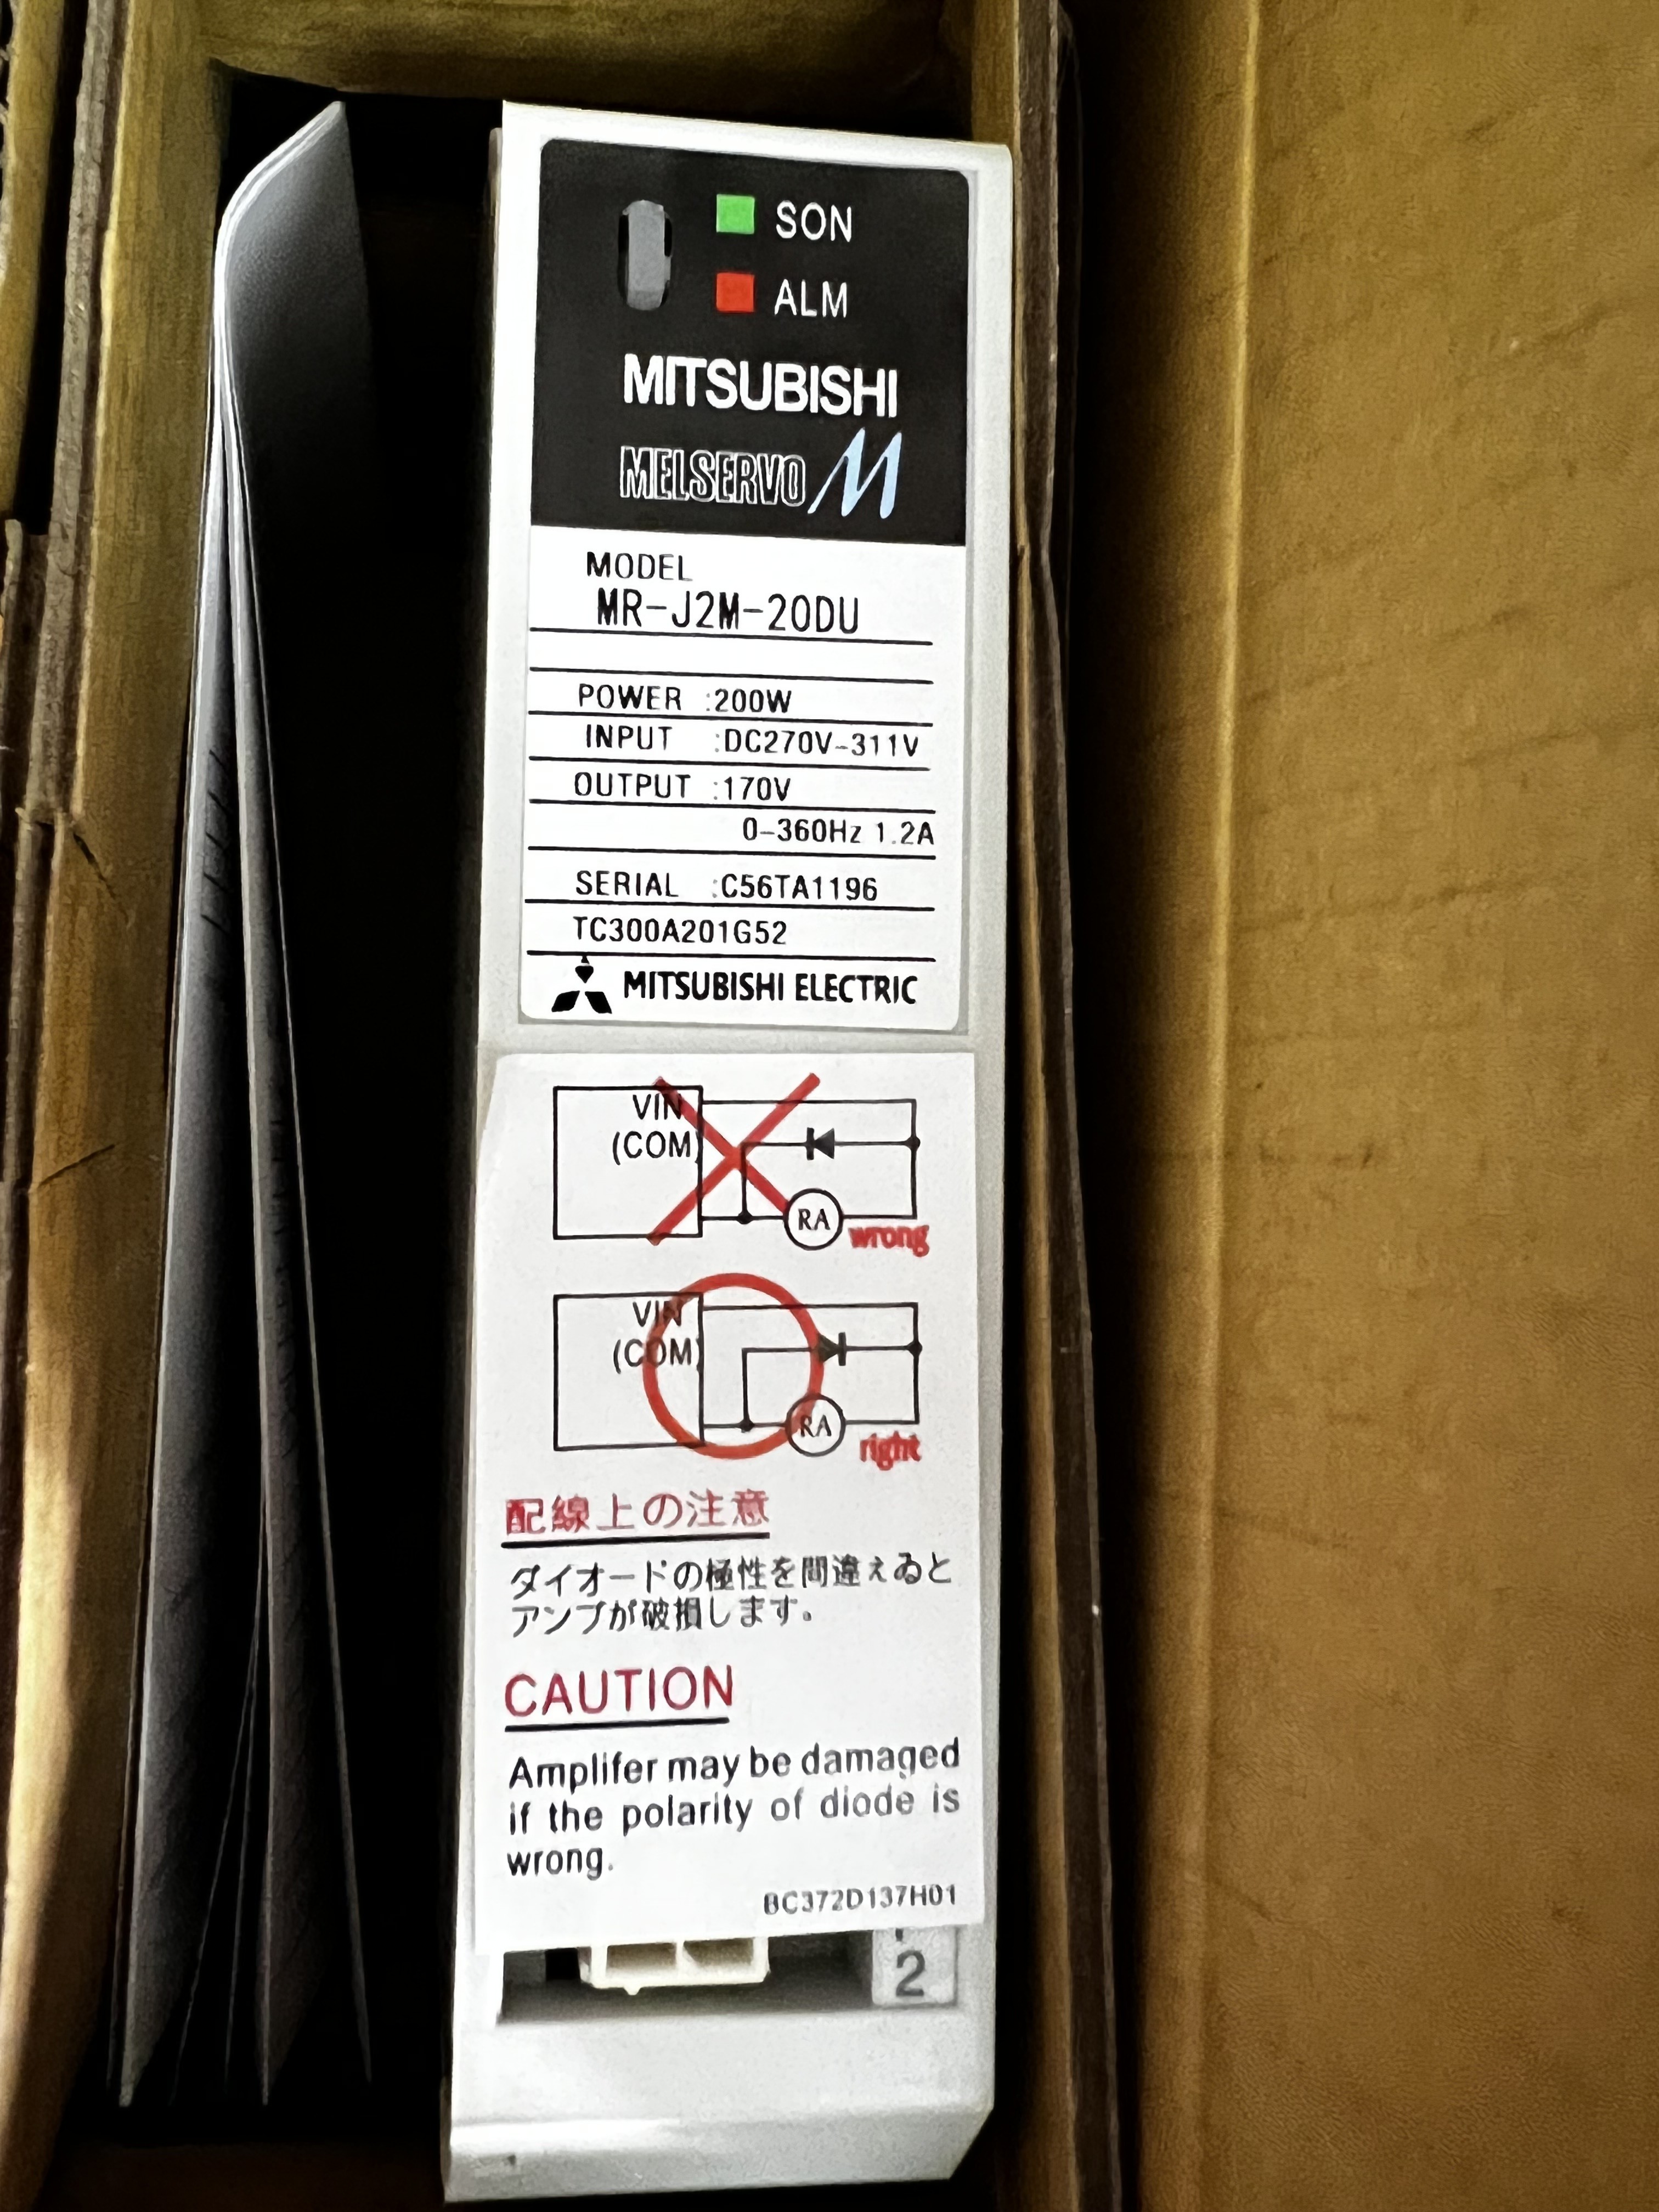 SON
ALM
MITSUBISHI
MELSERVO M
MODEL
MR-J2M-20DU
POWER :200W
INPUT :DC270V-311V
OUTPUT :170V
0-360Hz 1.2A
SERIAL :C56TA1196
TC300A201G52
MITSUBISHI ELECTRIC
VIN
(COM)
RA
wrong
VIN
(COM)
RA
right
配線上の注意
ダイオードの極性を間違えゐと
アンプが破損します。
CAUTION
Amplifer may be damaged
if the polarity of diode is
wrong.
BC372D137H01
2